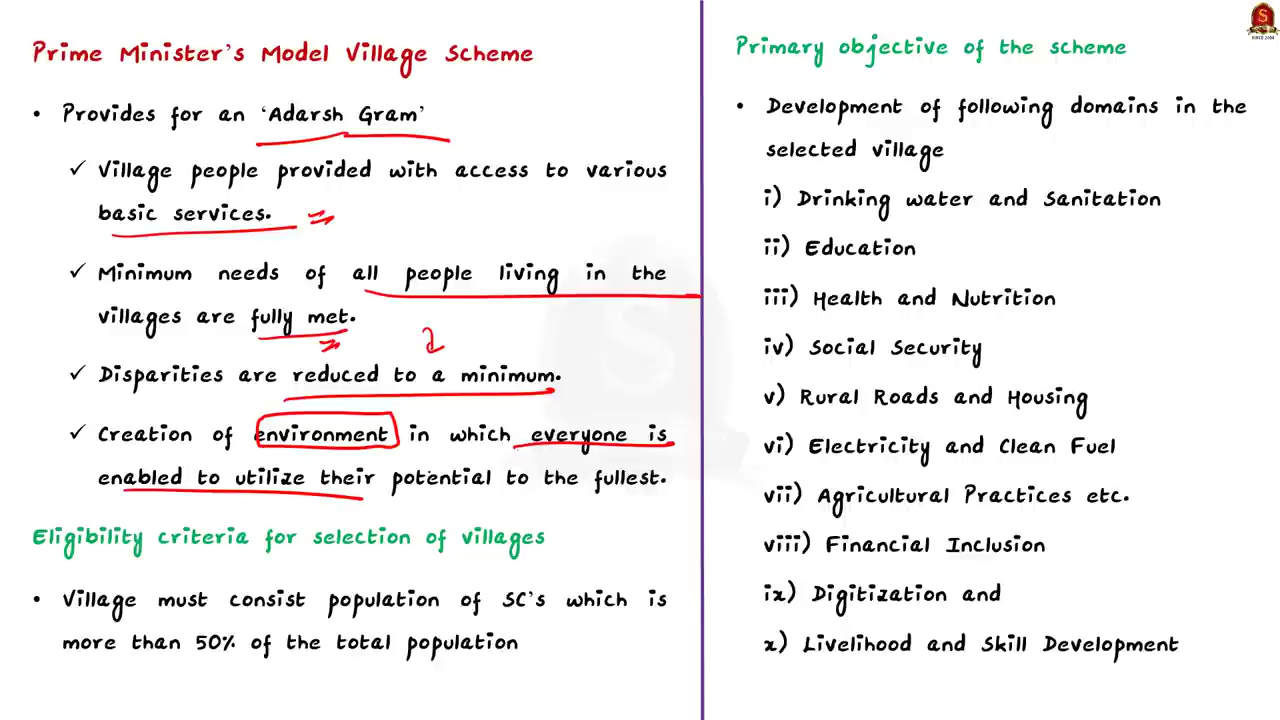 Prime Minister's Model Village Scheme
• Provides for an 'Adarsh Gram'
✓ Village people provided with access to various
basic services.
✓ Minimum needs of all people living in the
villages are fully met.
✓ Disparities are reduced to a minimum.
✓ Creation of environment in which everyone is
enabled to utilize their potential to the fullest.
Eligibility criteria for selection of villages
• Village must consist population of SC's which is
more than 50% of the total population
Primary objective of the scheme
• Development of following domains in the
selected village
i) Drinking water and Sanitation
ii) Education
iii) Health and Nutrition
iv) Social Security
v) Rural Roads and Housing
vi) Electricity and Clean Fuel
vii) Agricultural Practices etc.
viii) Financial Inclusion
ix) Digitization and
x) Livelihood and Skill Development
S
SINCE 2004